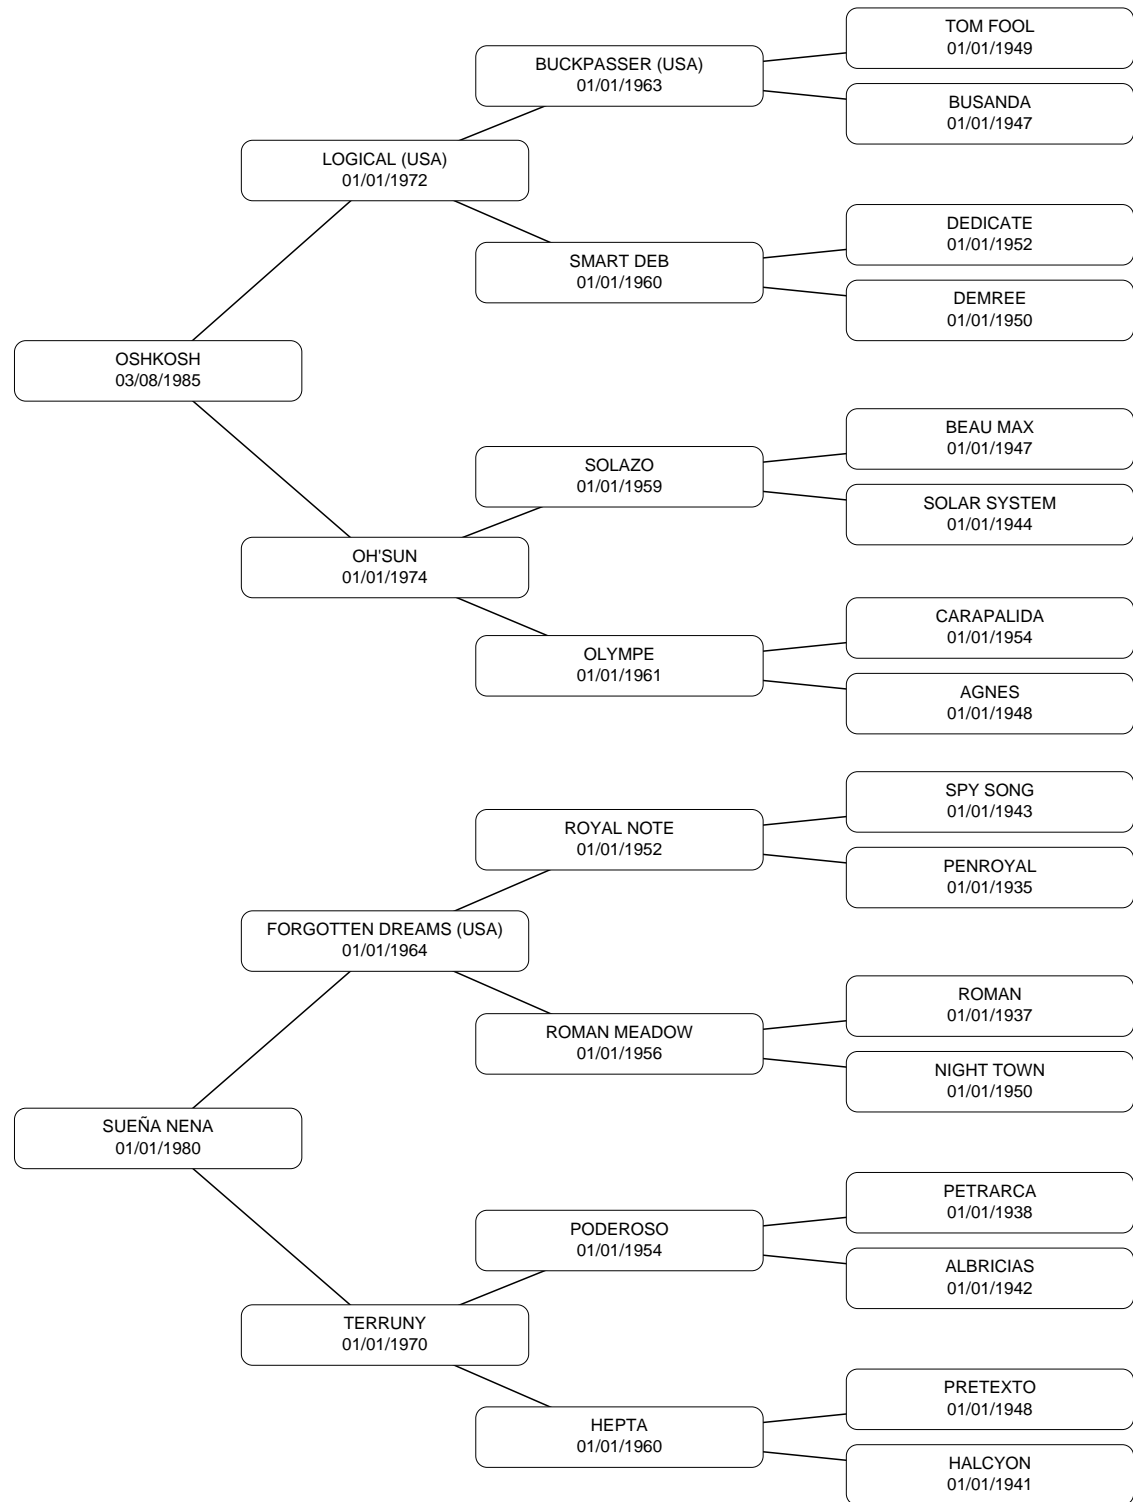 TOM FOOL
01/01/1949
BUCKPASSER (USA)
01/01/1963
BUSANDA
01/01/1947
LOGICAL (USA)
01/01/1972
DEDICATE
01/01/1952
SMART DEB
01/01/1960
DEMREE
01/01/1950
OSHKOSH
03/08/1985
BEAU MAX
01/01/1947
SOLAZO
01/01/1959
SOLAR SYSTEM
01/01/1944
OH'SUN
01/01/1974
CARAPALIDA
01/01/1954
OLYMPE
01/01/1961
AGNES
01/01/1948
SPY SONG
01/01/1943
ROYAL NOTE
01/01/1952
PENROYAL
01/01/1935
FORGOTTEN DREAMS (USA)
01/01/1964
ROMAN
01/01/1937
ROMAN MEADOW
01/01/1956
NIGHT TOWN
01/01/1950
SUEÑA NENA
01/01/1980
PETRARCA
01/01/1938
PODEROSO
01/01/1954
ALBRICIAS
01/01/1942
TERRUNY
01/01/1970
PRETEXTO
01/01/1948
HEPTA
01/01/1960
HALCYON
01/01/1941